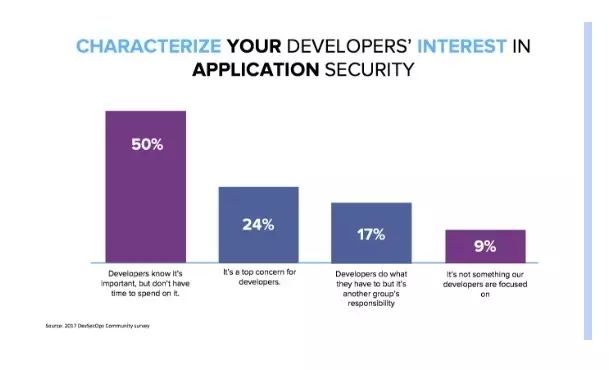 CHARACTERIZE YOUR DEVELOPERS' INTEREST IN
APPLICATION SECURITY
50%
24%
17%
9%
Developers know it's
important, but don't have
time to spend on it.
It's a top concern for
developers.
Developers do what
they have to but it's
another group's
responsibility
It's not something our
developers are focused
on
Source: 2017 DevSecOps Community survey